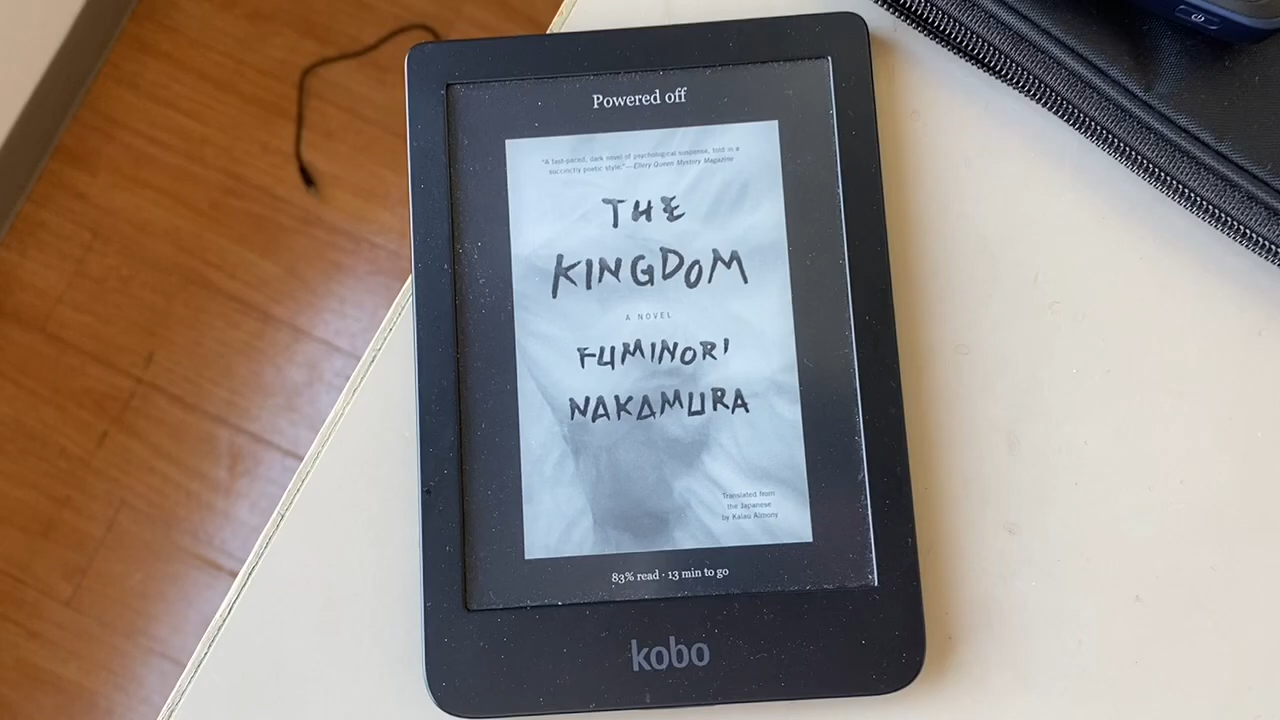 Powered off
"A fast-paced, dark novel of psychological suspense, told in a
succinctly poetic style."—Ellery Queen Mystery Magazine
THE
KINGDOM
A NOVEL
FUMINORI
NAKAMURA
Translated from
the Japanese
by Kalau Almony
83% read · 13 min to go
kobo